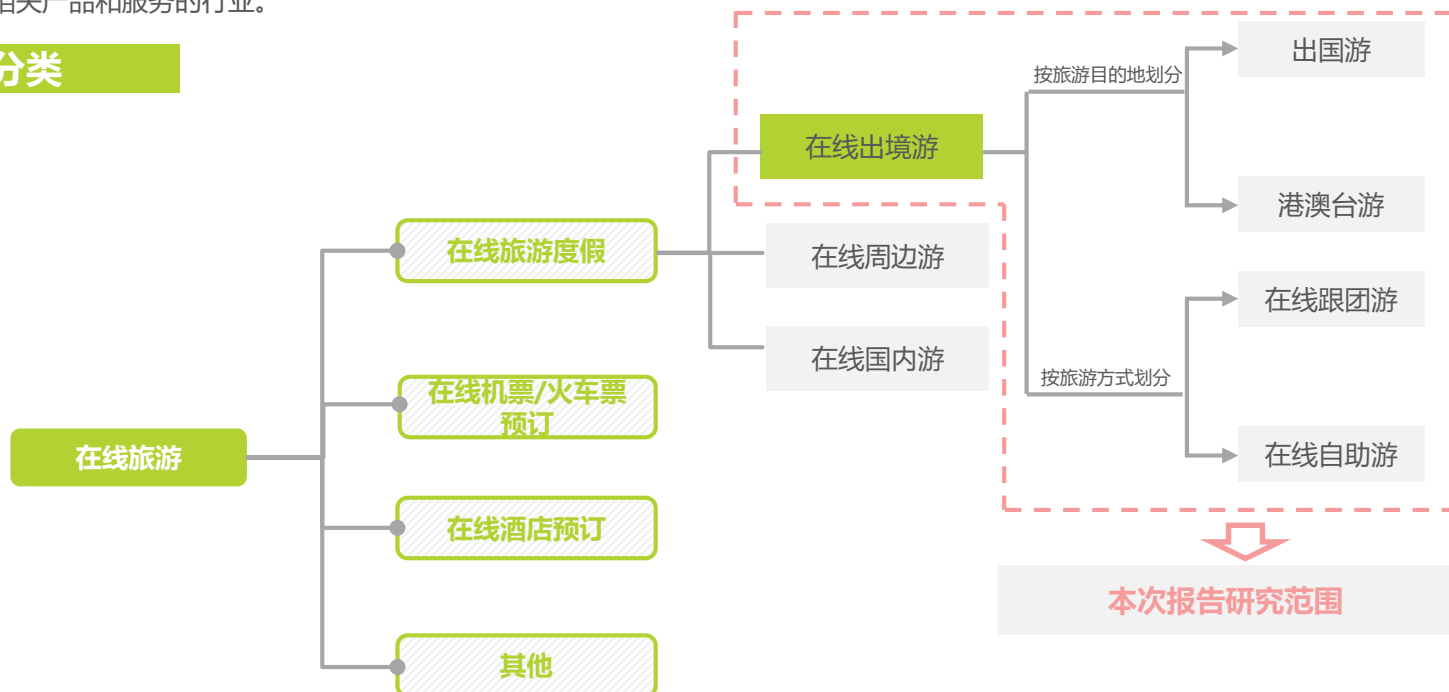 相关产品和服务的行业。
分类
在线旅游
在线旅游度假
在线机票/火车票
预订
在线酒店预订
其他
在线出境游
在线周边游
在线国内游
按旅游目的地划分
出国游
港澳台游
按旅游方式划分
在线跟团游
在线自助游
本次报告研究范围